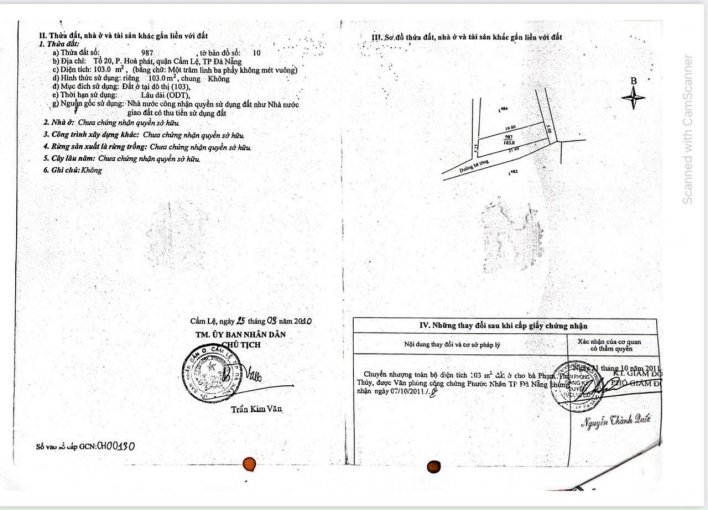 II. Thửa đất, nhà ở và tài sản khác gắn liền với đất
1. Thửa đất:
a) Thửa đất số: 987 , tờ bản đồ số: 10
b) Địa chỉ: Tổ 20, P. Hoà phát, quận Cẩm Lệ, TP Đà Nẵng
c) Diện tích: 103.0 m², (bằng chữ: Một trăm linh ba phẩy không mét vuông)
d) Hình thức sử dụng: riêng 103.0 m², chung Không
đ) Mục đích sử dụng: Đất ở tại đô thị (103),
e) Thời hạn sử dụng: Lâu dài (ODT),
g) Nguồn gốc sử dụng: Nhà nước công nhận quyền sử dụng đất như Nhà nước
giao đất có thu tiền sử dụng đất
2. Nhà ở: Chưa chứng nhận quyền sở hữu.
3. Công trình xây dựng khác: Chưa chứng nhận quyền sở hữu.
4. Rừng sản xuất là rừng trồng: Chưa chứng nhận quyền sở hữu.
5. Cây lâu năm: Chưa chứng nhận quyền sở hữu.
6. Ghi chú: Không
Cẩm Lệ, ngày 25 tháng 08 năm 2010
TM. ỦY BAN NHÂN DÂN
CHỦ TỊCH
Trần Kim Vân
Số vào sổ cấp GCN: CH00130
III. Sơ đồ thửa đất, nhà ở và tài sản khác gắn liền với đất
B
987
103.0
Đường bê tông
IV. Những thay đổi sau khi cấp giấy chứng nhận
Nội dung thay đổi và cơ sở pháp lý
Xác nhận của cơ quan
có thẩm quyền
Chuyển nhượng toàn bộ diện tích 103 m² đất ở cho bà Phạm Thị
Thúy, được Văn phòng công chứng Phước Nhân TP Đà Nẵng chứng
nhận ngày 07/10/2011./.
Ngày 11 tháng 10 năm 2011
KT. GIÁM ĐỐ
PHÓ GIÁM Đ
Nguyễn Thành Quốc
Scanned with CamScanner